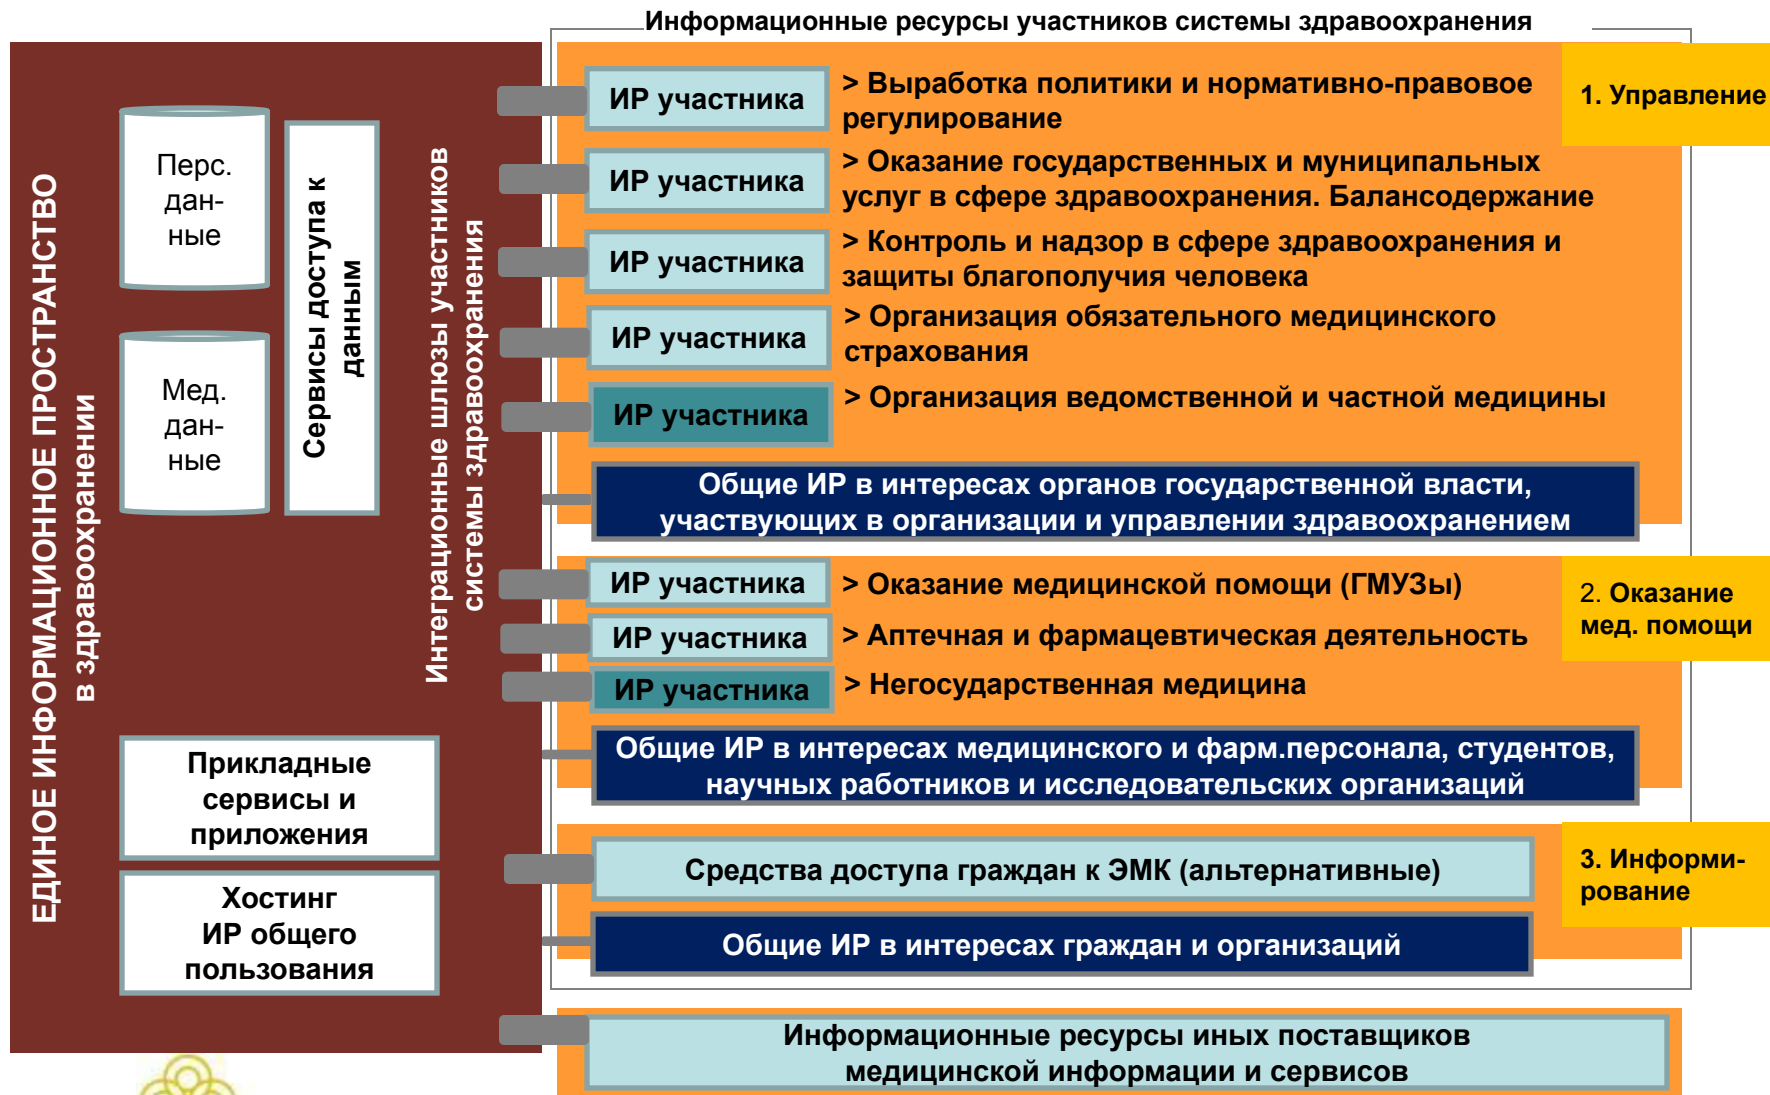 Информационные ресурсы участников системы здравоохранения
ЕДИНОЕ ИНФОРМАЦИОННОЕ ПРОСТРАНСТВО
в здравоохранении
Перс.
дан-
ные
Мед.
дан-
ные
Сервисы доступа к
данным
Прикладные
сервисы и
приложения
Хостинг
ИР общего
пользования
Интеграционные шлюзы участников
системы здравоохранения
1. Управление
ИР участника
> Выработка политики и нормативно-правовое
регулирование
ИР участника
> Оказание государственных и муниципальных
услуг в сфере здравоохранения. Балансодержание
ИР участника
> Контроль и надзор в сфере здравоохранения и
защиты благополучия человека
ИР участника
> Организация обязательного медицинского
страхования
ИР участника
> Организация ведомственной и частной медицины
Общие ИР в интересах органов государственной власти,
участвующих в организации и управлении здравоохранением
2. Оказание
мед. помощи
ИР участника
> Оказание медицинской помощи (ГМУЗы)
ИР участника
> Аптечная и фармацевтическая деятельность
ИР участника
> Негосударственная медицина
Общие ИР в интересах медицинского и фарм.персонала, студентов,
научных работников и исследовательских организаций
3. Информи-
рование
Средства доступа граждан к ЭМК (альтернативные)
Общие ИР в интересах граждан и организаций
Информационные ресурсы иных поставщиков
медицинской информации и сервисов